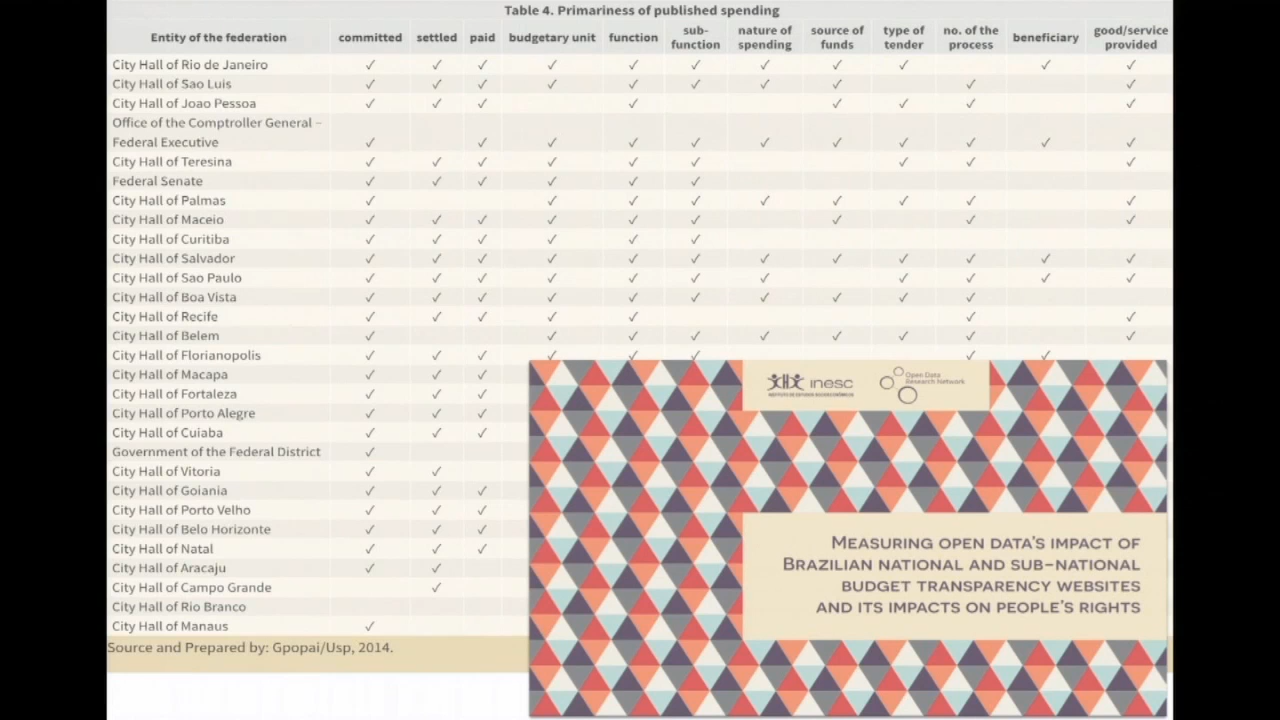 Table 4. Primariness of published spending
Entity of the federation committed settled paid budgetary unit function sub-function nature of spending source of funds type of tender no. of the process beneficiary good/service provided
City Hall of Rio de Janeiro ✓ ✓ ✓ ✓ ✓ ✓ ✓ ✓ ✓ ✓ ✓
City Hall of Sao Luis ✓ ✓ ✓ ✓ ✓ ✓ ✓ ✓ ✓ ✓
City Hall of Joao Pessoa ✓ ✓ ✓ ✓ ✓ ✓ ✓ ✓
Office of the Comptroller General –
Federal Executive ✓ ✓ ✓ ✓ ✓ ✓ ✓ ✓ ✓ ✓ ✓
City Hall of Teresina ✓ ✓ ✓ ✓ ✓ ✓ ✓ ✓ ✓
Federal Senate ✓ ✓ ✓ ✓ ✓ ✓
City Hall of Palmas ✓ ✓ ✓ ✓ ✓ ✓ ✓ ✓ ✓
City Hall of Maceio ✓ ✓ ✓ ✓ ✓ ✓ ✓ ✓ ✓
City Hall of Curitiba ✓ ✓ ✓ ✓ ✓ ✓
City Hall of Salvador ✓ ✓ ✓ ✓ ✓ ✓ ✓ ✓ ✓ ✓ ✓ ✓
City Hall of Sao Paulo ✓ ✓ ✓ ✓ ✓ ✓ ✓ ✓ ✓ ✓ ✓
City Hall of Boa Vista ✓ ✓ ✓ ✓ ✓ ✓ ✓ ✓ ✓ ✓
City Hall of Recife ✓ ✓ ✓ ✓ ✓ ✓ ✓
City Hall of Belem ✓ ✓ ✓ ✓ ✓ ✓ ✓ ✓ ✓
City Hall of Florianopolis ✓ ✓ ✓ ✓ ✓ ✓ ✓ ✓
City Hall of Macapa ✓ ✓ ✓
City Hall of Fortaleza ✓ ✓ ✓
City Hall of Porto Alegre ✓ ✓ ✓
City Hall of Cuiaba ✓ ✓ ✓
Government of the Federal District ✓
City Hall of Vitoria ✓ ✓
City Hall of Goiania ✓ ✓ ✓
City Hall of Porto Velho ✓ ✓ ✓
City Hall of Belo Horizonte ✓ ✓ ✓
City Hall of Natal ✓ ✓ ✓
City Hall of Aracaju ✓ ✓
City Hall of Campo Grande ✓
City Hall of Rio Branco
City Hall of Manaus ✓
Source and Prepared by: Gpopai/Usp, 2014.
inesc
INSTITUTO DE ESTUDOS SOCIOECONÔMICOS
Open Data
Research Network
MEASURING OPEN DATA'S IMPACT OF
BRAZILIAN NATIONAL AND SUB-NATIONAL
BUDGET TRANSPARENCY WEBSITES
AND ITS IMPACTS ON PEOPLE'S RIGHTS